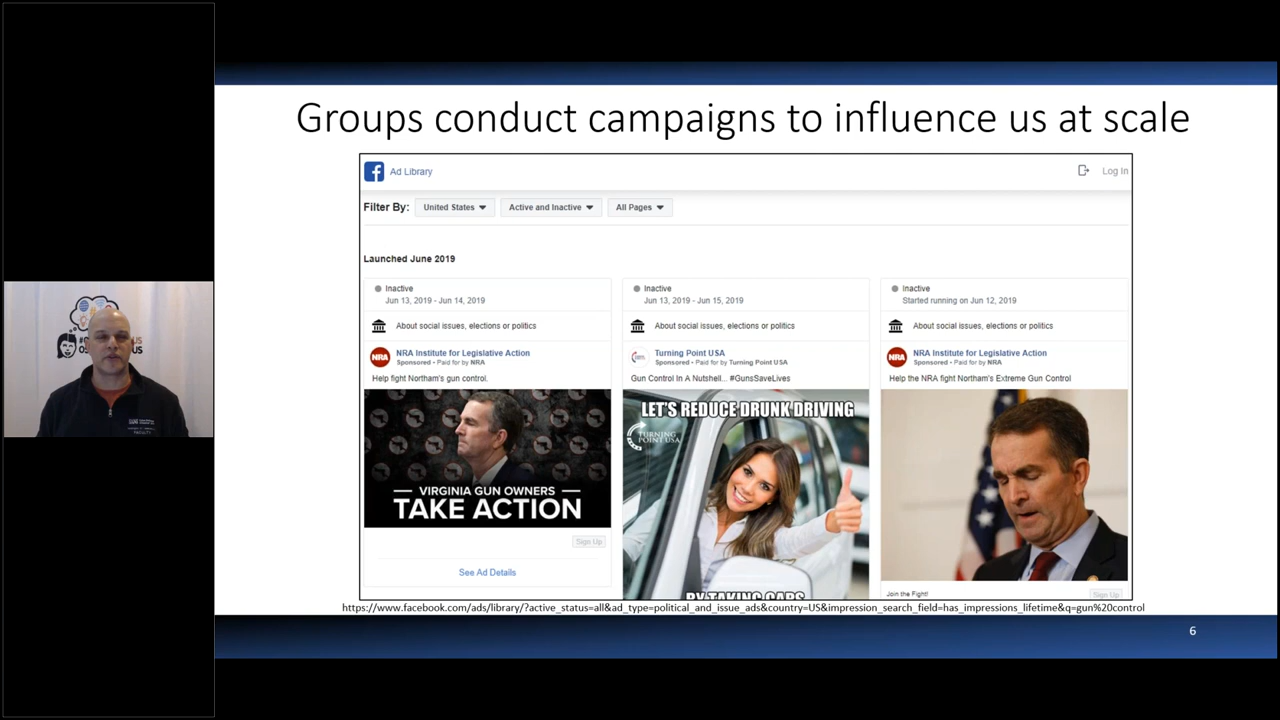 Groups conduct campaigns to influence us at scale
Ad Library
Log In
Filter By: United States Active and Inactive All Pages
Launched June 2019
Inactive
Jun 13, 2019 - Jun 14, 2019
About social issues, elections or politics
NRA
NRA Institute for Legislative Action
Sponsored • Paid for by NRA
Help fight Northam's gun control.
VIRGINIA GUN OWNERS
TAKE ACTION
Sign Up
See Ad Details
Inactive
Jun 13, 2019 - Jun 15, 2019
About social issues, elections or politics
Turning Point USA
Sponsored • Paid for by Turning Point USA
Gun Control In A Nutshell... #GunsSaveLives
LET'S REDUCE DRUNK DRIVING
TURNING
POINT USA
BY TAKING CARS
Inactive
Started running on Jun 12, 2019
About social issues, elections or politics
NRA
NRA Institute for Legislative Action
Sponsored • Paid for by NRA
Help the NRA fight Northam's Extreme Gun Control
Join the Fight!
Sign Up
https://www.facebook.com/ads/library/?active_status=all&ad_type=political_and_issue_ads&country=US&impression_search_field=has_impressions_lifetime&q=gun%20control
6